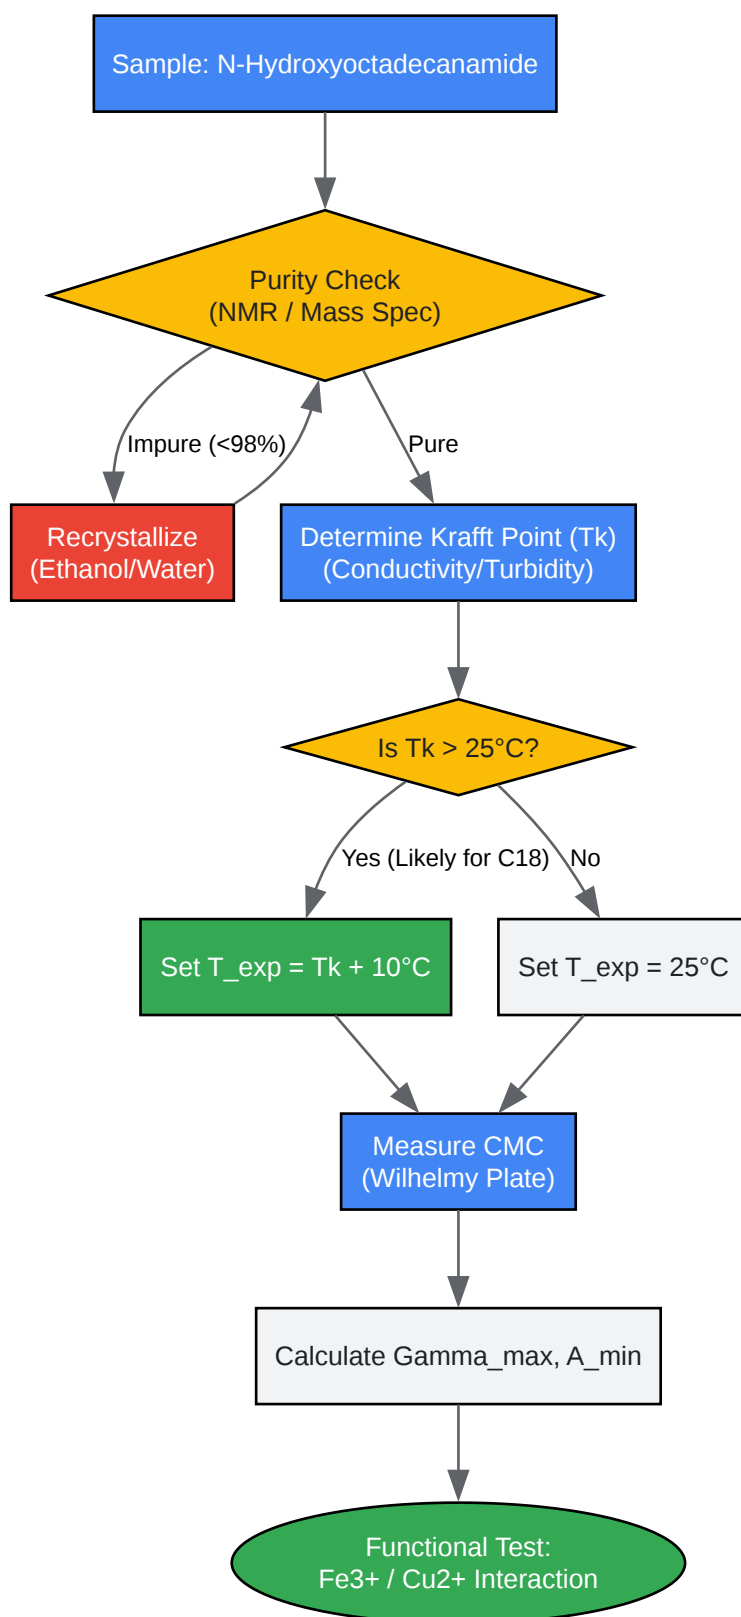 Sample: N-Hydroxyoctadecanamide
Purity Check
(NMR / Mass Spec)
Impure (<98%)
Pure
Recrystallize
(Ethanol/Water)
Determine Krafft Point (Tk)
(Conductivity/Turbidity)
Is Tk > 25°C?
Yes (Likely for C18)
No
Set T_exp = Tk + 10°C
Set T_exp = 25°C
Measure CMC
(Wilhelmy Plate)
Calculate Gamma_max, A_min
Functional Test:
Fe3+ / Cu2+ Interaction